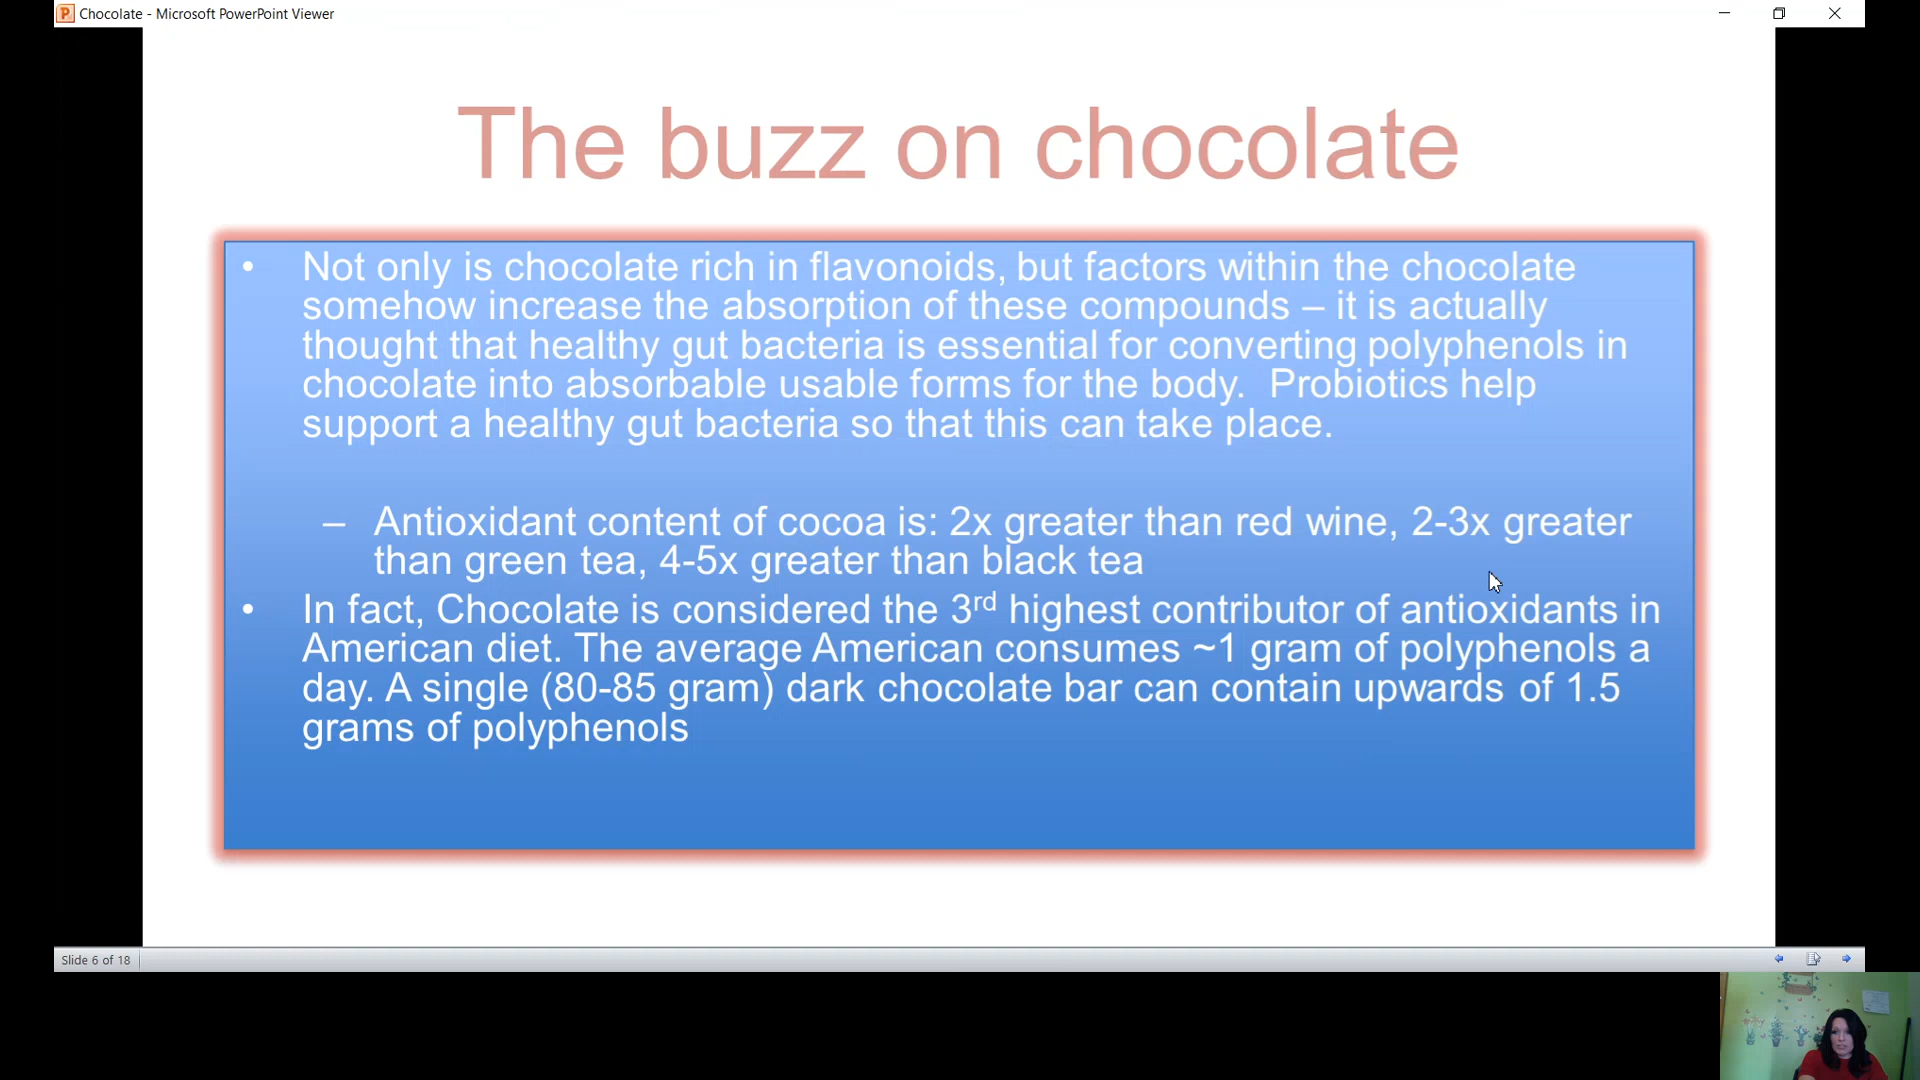 Chocolate - Microsoft PowerPoint Viewer
The buzz on chocolate
• Not only is chocolate rich in flavonoids, but factors within the chocolate
somehow increase the absorption of these compounds – it is actually
thought that healthy gut bacteria is essential for converting polyphenols in
chocolate into absorbable usable forms for the body.  Probiotics help
support a healthy gut bacteria so that this can take place.
– Antioxidant content of cocoa is: 2x greater than red wine, 2-3x greater
than green tea, 4-5x greater than black tea
• In fact, Chocolate is considered the 3rd highest contributor of antioxidants in
American diet. The average American consumes ~1 gram of polyphenols a
day. A single (80-85 gram) dark chocolate bar can contain upwards of 1.5
grams of polyphenols
Slide 6 of 18